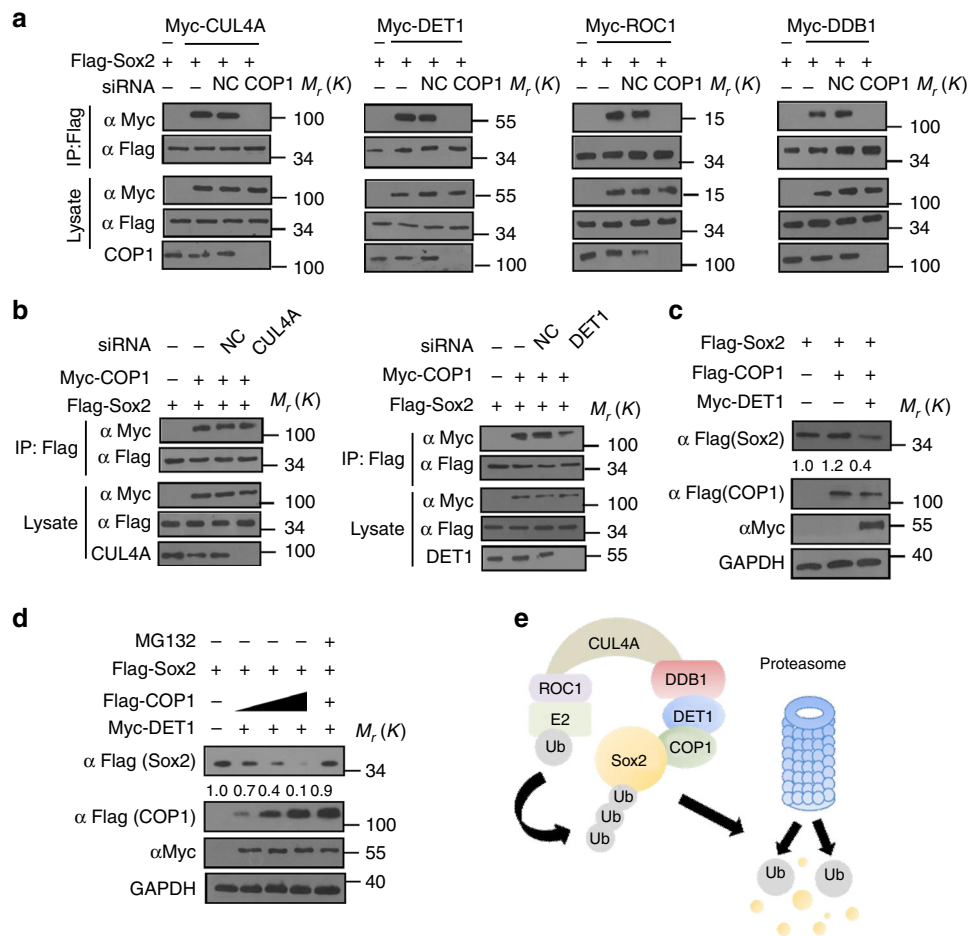 a
Myc-CUL4A Myc-DET1 Myc-ROC1 Myc-DDB1
– – – –
Flag-Sox2 + + + + + + + + + + + + + + + +
siRNA – – NC COP1 Mr (K) – – NC COP1 Mr (K) – – NC COP1 Mr (K) – – NC COP1 Mr (K)
IP:Flag
α Myc 100 55 15 100
α Flag 34 34 34 34
Lysate
α Myc 100 55 15 100
α Flag 34 34 34 34
COP1 100 100 100 100
b
siRNA – – NC CUL4A
Myc-COP1 – + + +
Flag-Sox2 + + + + Mr (K)
IP: Flag
α Myc 100
α Flag 34
Lysate
α Myc 100
α Flag 34
CUL4A 100
siRNA – – NC DET1
Myc-COP1 – + + +
Flag-Sox2 + + + + Mr (K)
IP: Flag
α Myc 100
α Flag 34
Lysate
α Myc 100
α Flag 34
DET1 55
c
Flag-Sox2 + + +
Flag-COP1 – + +
Myc-DET1 – – +
Mr (K)
α Flag(Sox2) 34
1.0 1.2 0.4
α Flag(COP1) 100
αMyc 55
GAPDH 40
d
MG132 – – – – +
Flag-Sox2 + + + + +
Flag-COP1 – +
Myc-DET1 – + + + + Mr (K)
α Flag (Sox2) 34
1.0 0.7 0.4 0.1 0.9
α Flag (COP1) 100
αMyc 55
GAPDH 40
e
CUL4A
ROC1
DDB1
E2
DET1
Ub
COP1
Sox2
Ub
Ub
Ub
Proteasome
Ub
Ub